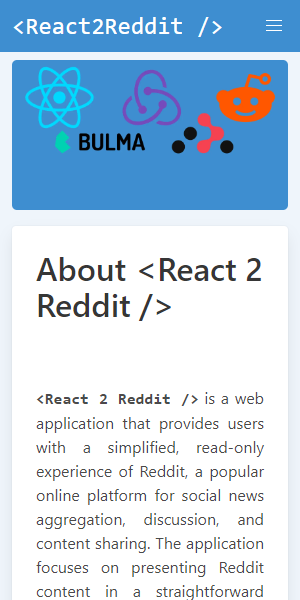 <React2Reddit />
BULMA
About <React 2
Reddit />
<React 2 Reddit /> is a web
application that provides users
with a simplified, read-only
experience of Reddit, a popular
online platform for social news
aggregation, discussion, and
content sharing. The application
focuses on presenting Reddit
content in a straightforward